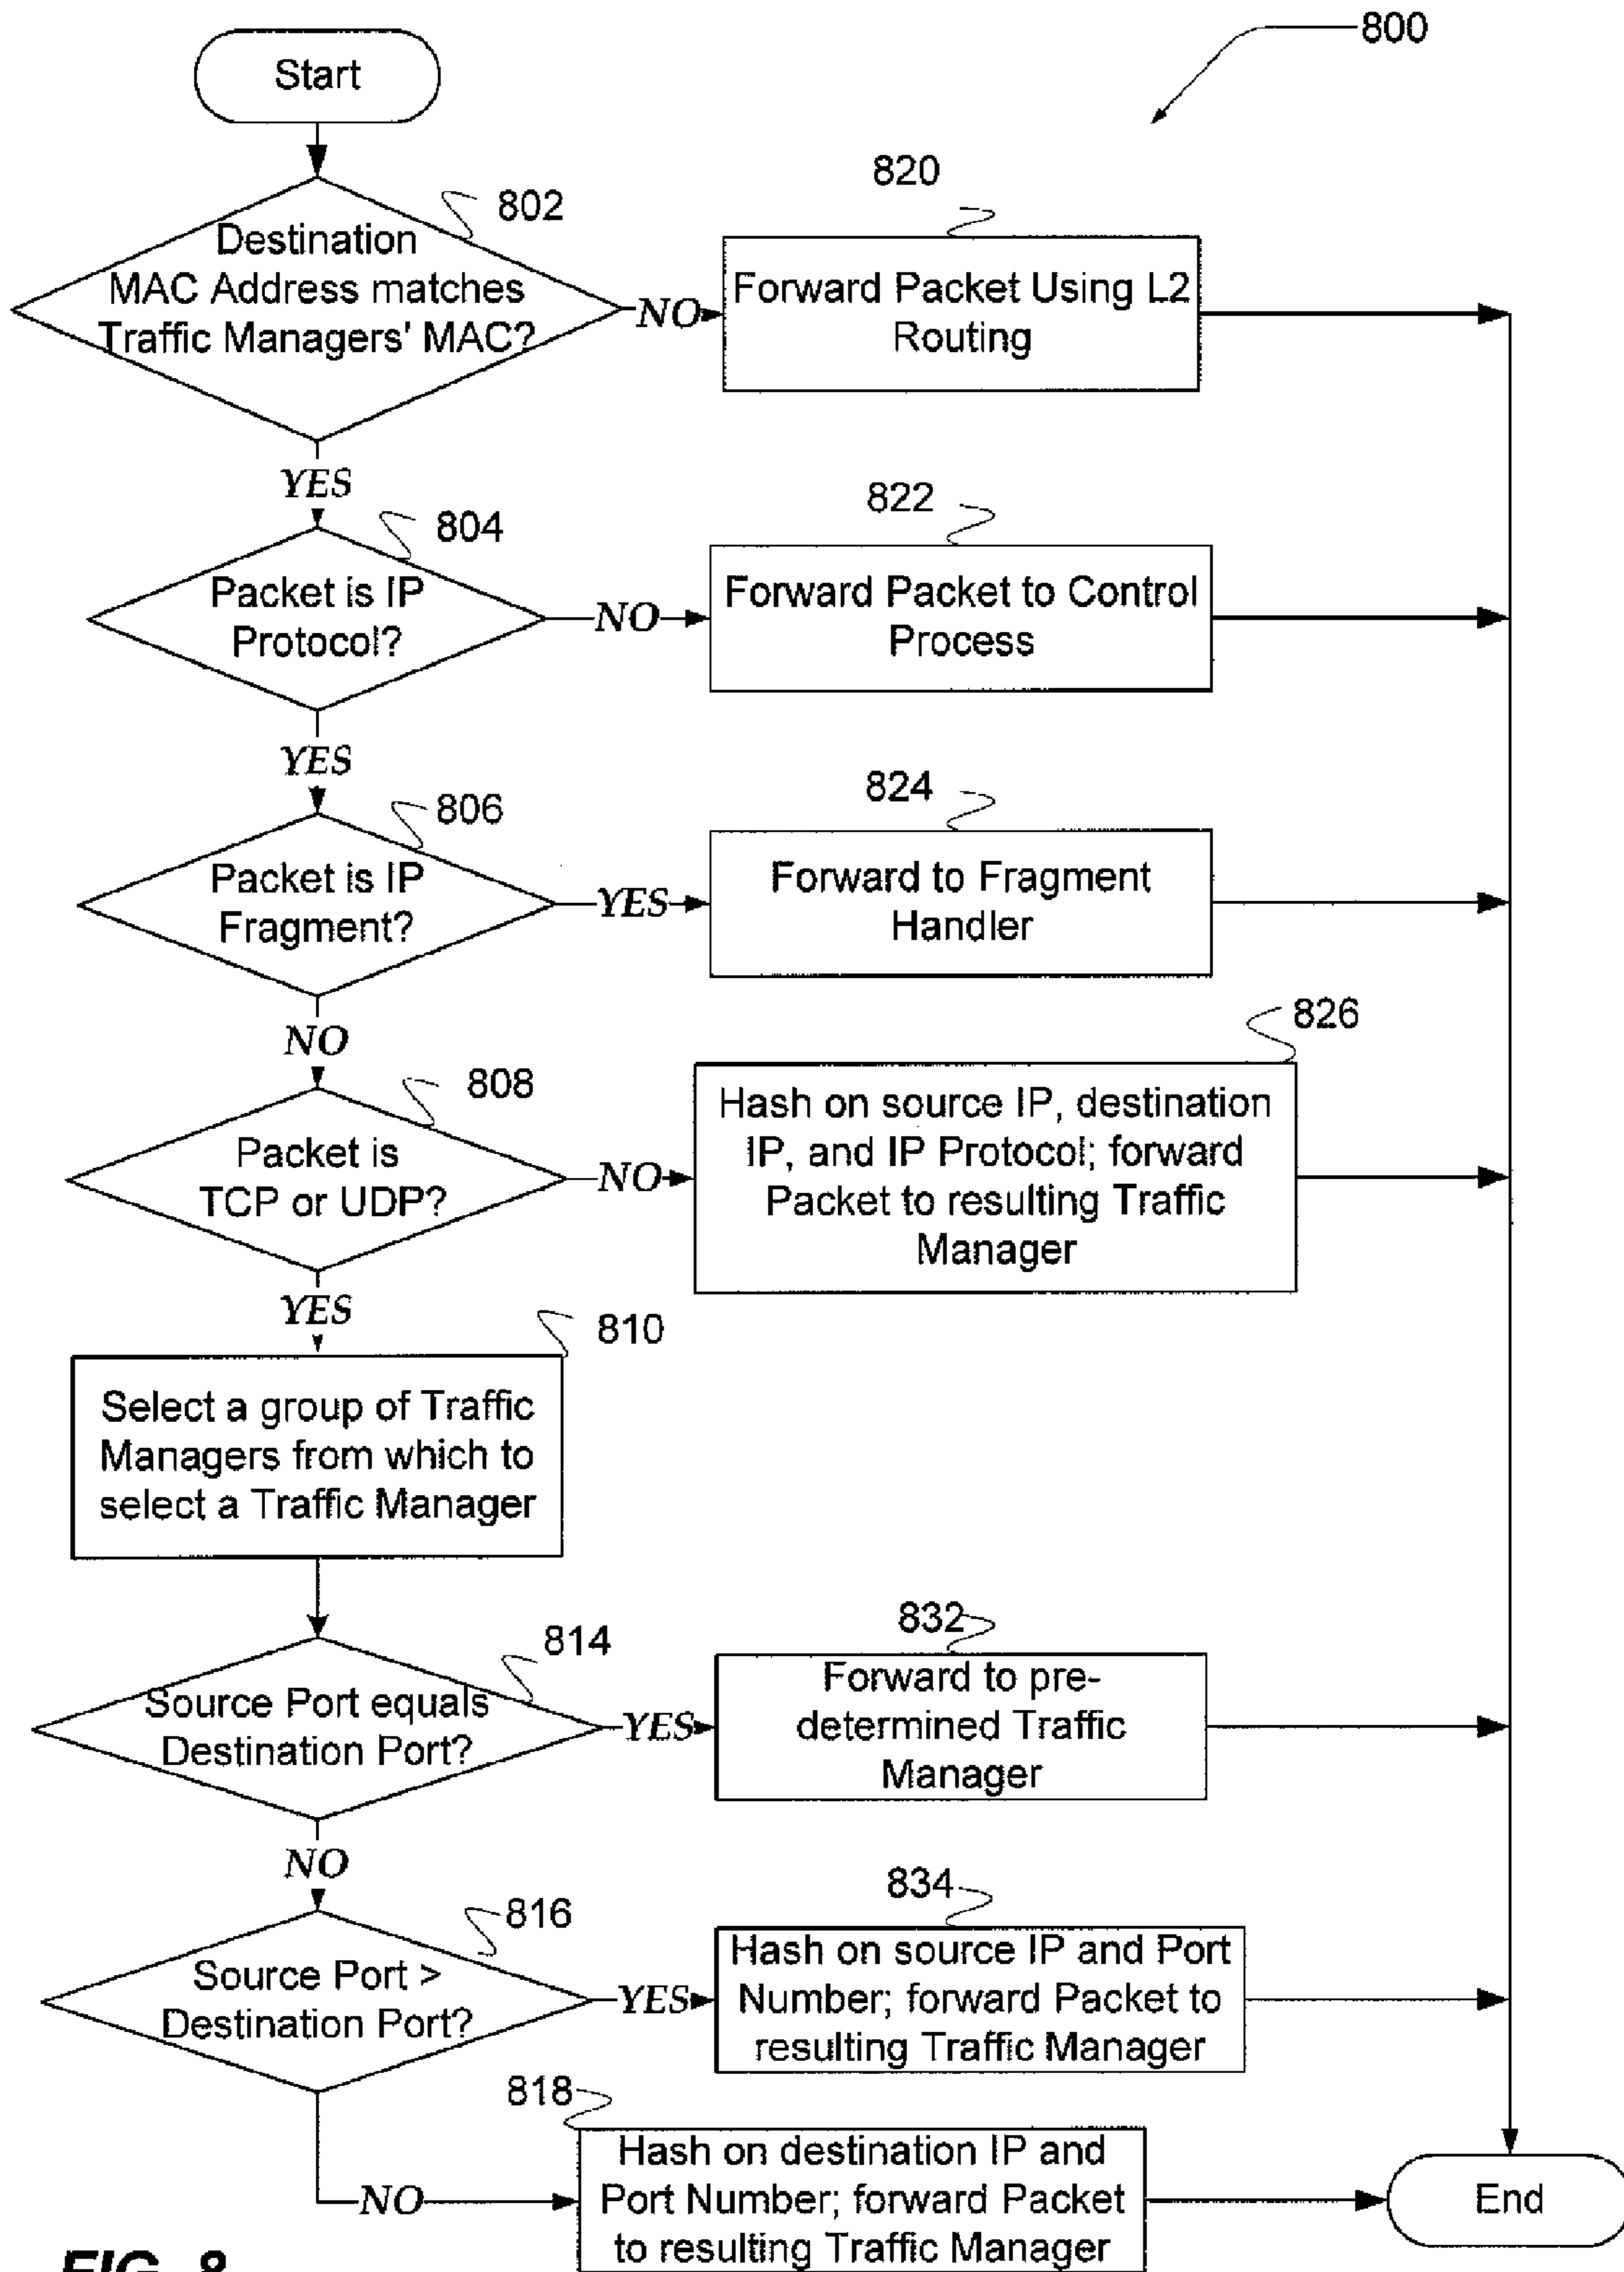 800
Start
802
Destination
MAC Address matches
Traffic Managers' MAC?
NO
820
Forward Packet Using L2
Routing
YES
804
Packet is IP
Protocol?
NO
822
Forward Packet to Control
Process
YES
806
Packet is IP
Fragment?
YES
824
Forward to Fragment
Handler
NO
808
Packet is
TCP or UDP?
NO
826
Hash on source IP, destination
IP, and IP Protocol; forward
Packet to resulting Traffic
Manager
YES
810
Select a group of Traffic
Managers from which to
select a Traffic Manager
814
Source Port equals
Destination Port?
YES
832
Forward to pre-
determined Traffic
Manager
NO
816
Source Port >
Destination Port?
YES
834
Hash on source IP and Port
Number; forward Packet to
resulting Traffic Manager
NO
818
Hash on destination IP and
Port Number; forward Packet
to resulting Traffic Manager
End
FIG. 8